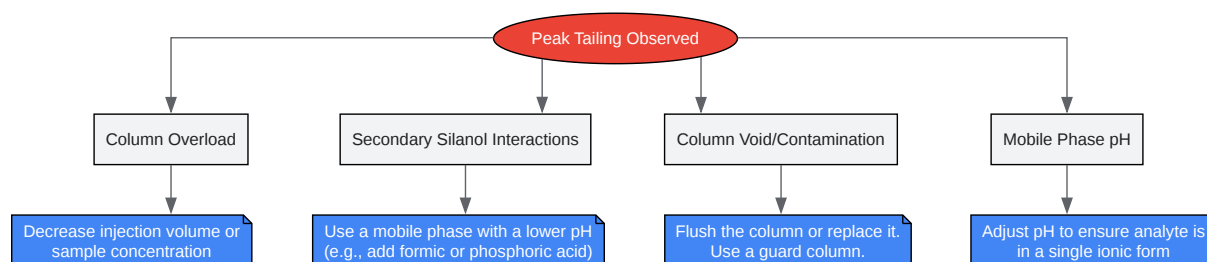 Peak Tailing Observed
Column Overload
Secondary Silanol Interactions
Column Void/Contamination
Mobile Phase pH
Decrease injection volume or
sample concentration
Use a mobile phase with a lower pH
(e.g., add formic or phosphoric acid)
Flush the column or replace it.
Use a guard column.
Adjust pH to ensure analyte is
in a single ionic form